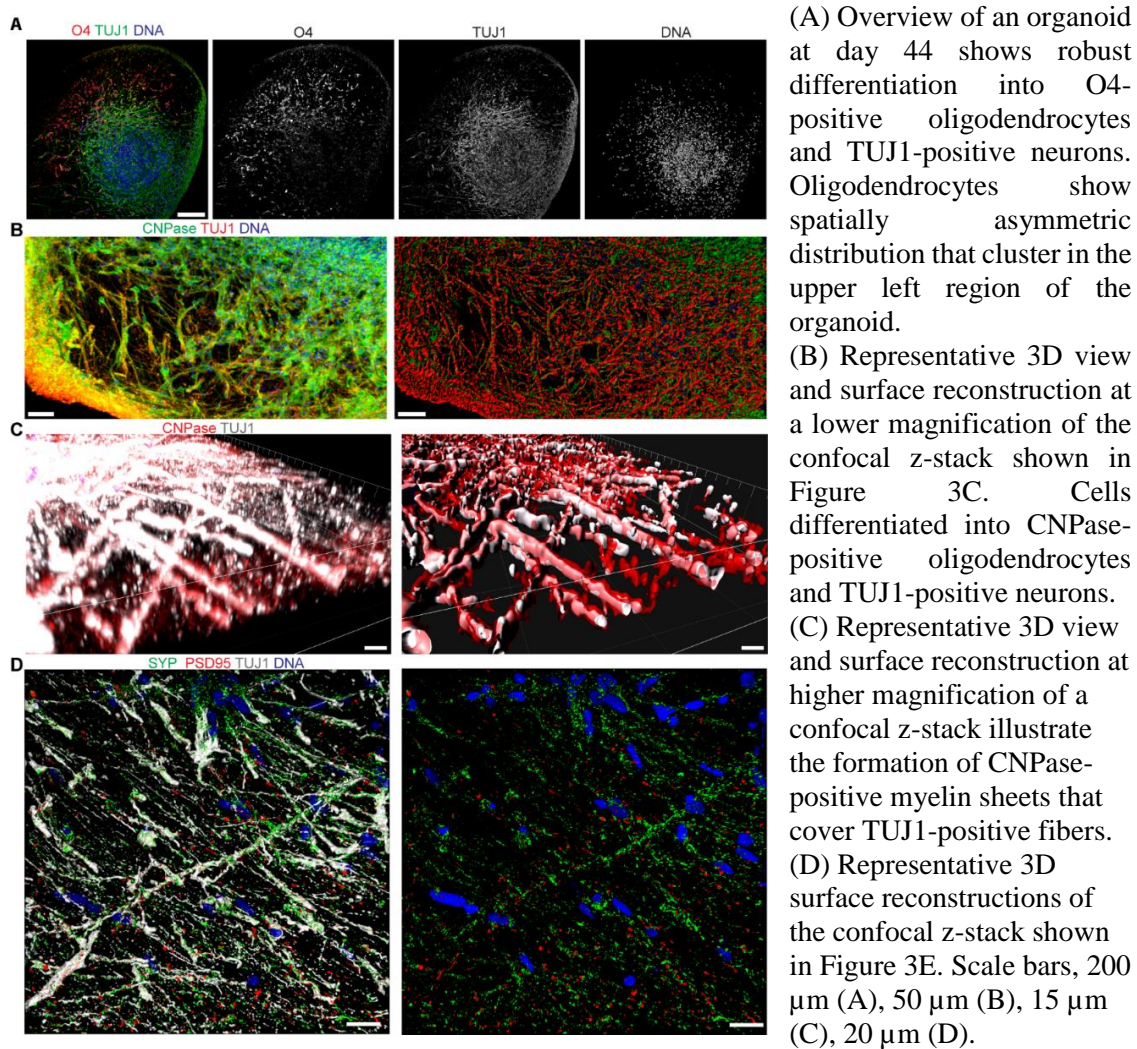 A
O4 TUJ1 DNA
O4
TUJ1
DNA
B
CNPase TUJ1 DNA
C
CNPase TUJ1
D
SYP PSD95 TUJ1 DNA
(A) Overview of an organoid
at day 44 shows robust
differentiation into O4-
positive oligodendrocytes
and TUJ1-positive neurons.
Oligodendrocytes show
spatially asymmetric
distribution that cluster in the
upper left region of the
organoid.
(B) Representative 3D view
and surface reconstruction at
a lower magnification of the
confocal z-stack shown in
Figure 3C. Cells
differentiated into CNPase-
positive oligodendrocytes
and TUJ1-positive neurons.
(C) Representative 3D view
and surface reconstruction at
higher magnification of a
confocal z-stack illustrate
the formation of CNPase-
positive myelin sheets that
cover TUJ1-positive fibers.
(D) Representative 3D
surface reconstructions of
the confocal z-stack shown
in Figure 3E. Scale bars, 200
µm (A), 50 µm (B), 15 µm
(C), 20 µm (D).